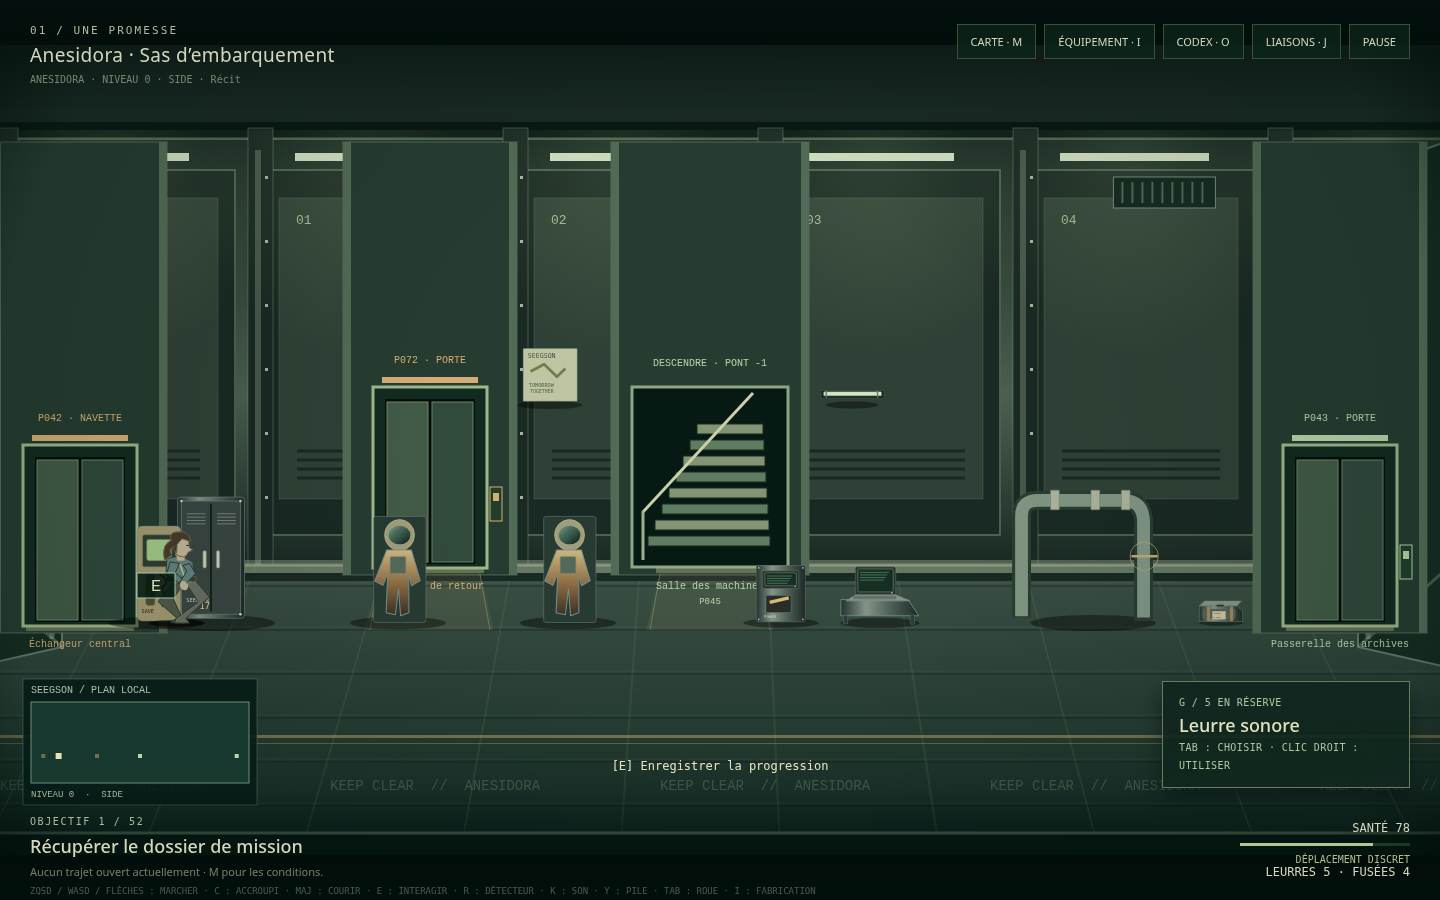 01 / UNE PROMESSE
Anesidora · Sas d’embarquement
ANESIDORA · NIVEAU 0 · SIDE · Récit
CARTE · M
ÉQUIPEMENT · I
CODEX · O
LIAISONS · J
PAUSE
01
02
03
04
P072 · PORTE
SEEGSON
TOMORROW
TOGETHER
DESCENDRE · PONT -1
P042 · NAVETTE
P043 · PORTE
E
SAVE
17
de retour
Salle des machine
P045
Échangeur central
Passerelle des archives
SEEGSON / PLAN LOCAL
NIVEAU 0 · SIDE
G / 5 EN RÉSERVE
Leurre sonore
TAB : CHOISIR · CLIC DROIT :
UTILISER
[E] Enregistrer la progression
KEEP CLEAR // ANESIDORA
KEEP CLEAR // ANESIDORA
KEEP CLEAR // ANESIDORA
OBJECTIF 1 / 52
Récupérer le dossier de mission
Aucun trajet ouvert actuellement · M pour les conditions.
ZQSD / WASD / FLÈCHES : MARCHER · C : ACCROUPI · MAJ : COURIR · E : INTERAGIR · R : DÉTECTEUR · K : SON · Y : PILE · TAB : ROUE · I : FABRICATION
SANTÉ 78
DÉPLACEMENT DISCRET
LEURRES 5 · FUSÉES 4